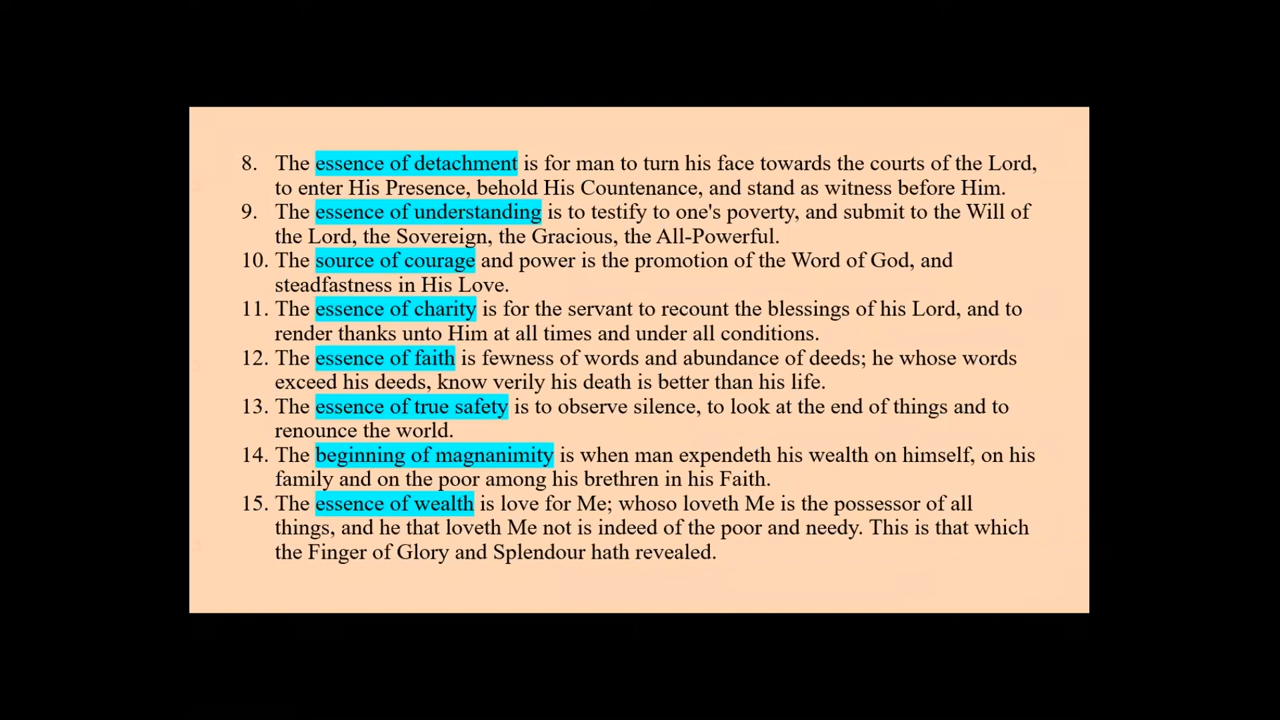 8. The essence of detachment is for man to turn his face towards the courts of the Lord,
to enter His Presence, behold His Countenance, and stand as witness before Him.
9. The essence of understanding is to testify to one's poverty, and submit to the Will of
the Lord, the Sovereign, the Gracious, the All-Powerful.
10. The source of courage and power is the promotion of the Word of God, and
steadfastness in His Love.
11. The essence of charity is for the servant to recount the blessings of his Lord, and to
render thanks unto Him at all times and under all conditions.
12. The essence of faith is fewness of words and abundance of deeds; he whose words
exceed his deeds, know verily his death is better than his life.
13. The essence of true safety is to observe silence, to look at the end of things and to
renounce the world.
14. The beginning of magnanimity is when man expendeth his wealth on himself, on his
family and on the poor among his brethren in his Faith.
15. The essence of wealth is love for Me; whoso loveth Me is the possessor of all
things, and he that loveth Me not is indeed of the poor and needy. This is that which
the Finger of Glory and Splendour hath revealed.